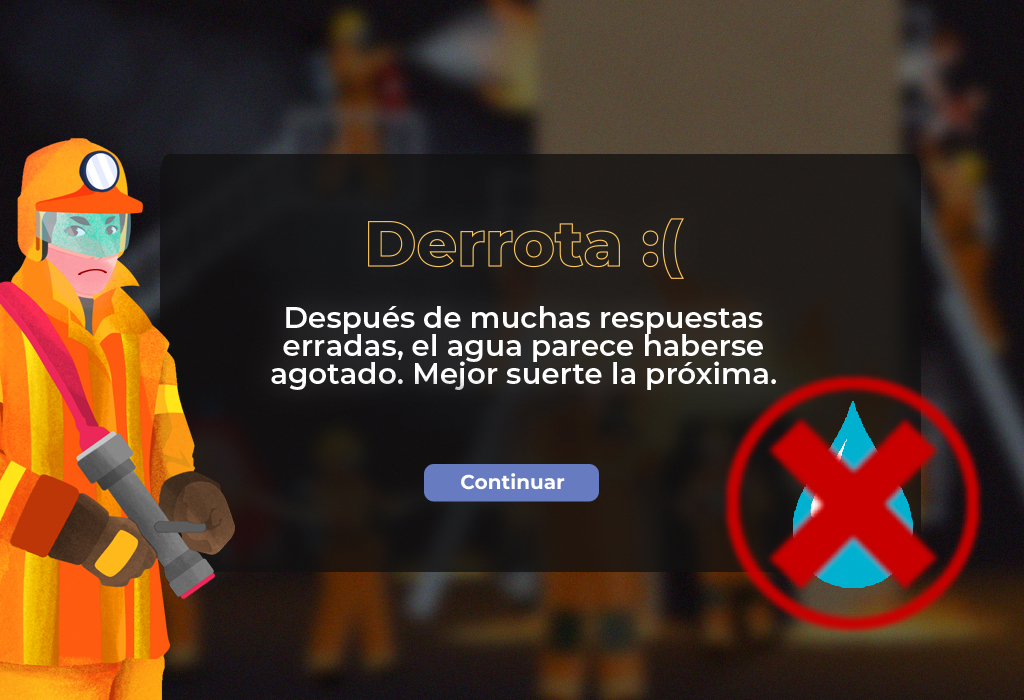 Derrota :(
Después de muchas respuestas
erradas, el agua parece haberse
agotado. Mejor suerte la próxima.
Continuar